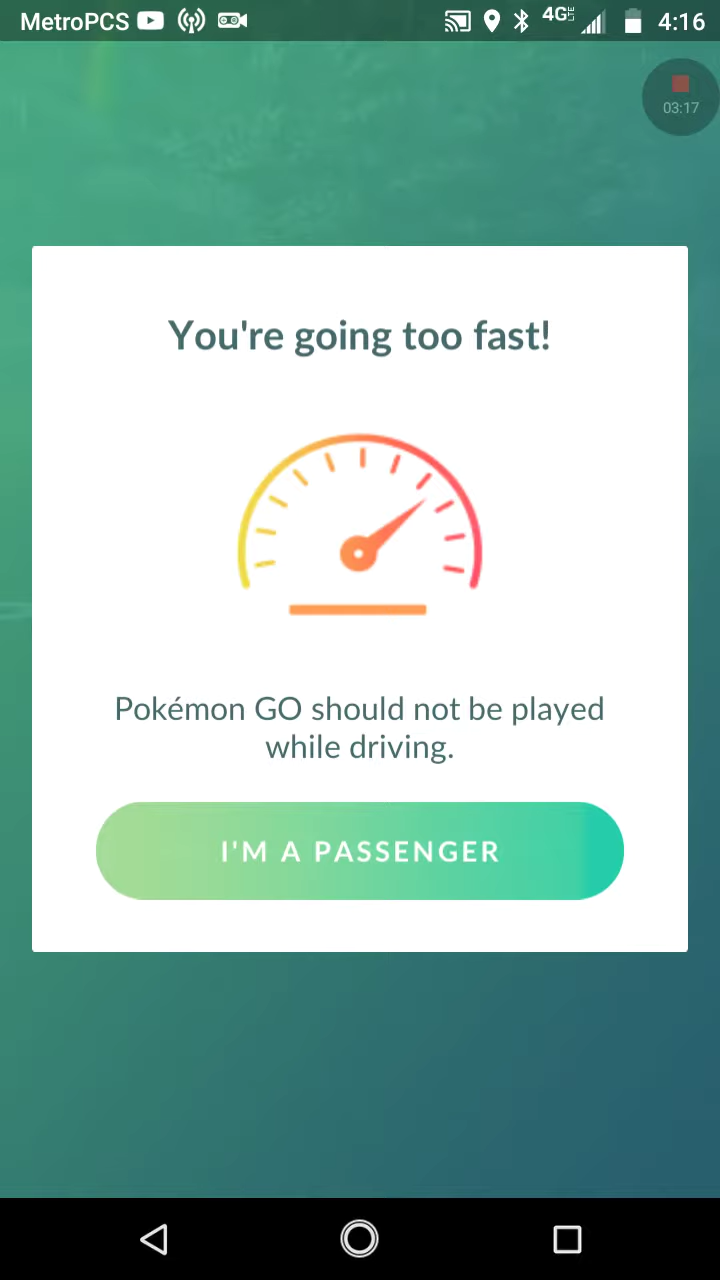 MetroPCS 4G LTE 4:16
03:17
You're going too fast!
Pokémon GO should not be played
while driving.
I'M A PASSENGER